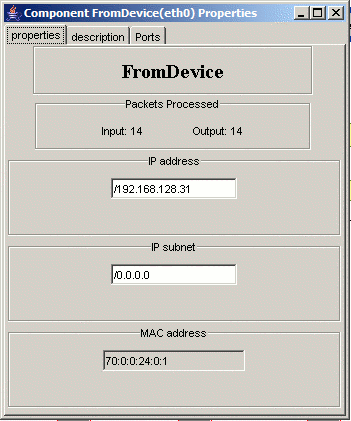 Component FromDevice(eth0) Properties
properties description Ports
FromDevice
Packets Processed
Input: 14 Output: 14
IP address
/192.168.128.31
IP subnet
/0.0.0.0
MAC address
70:0:0:24:0:1